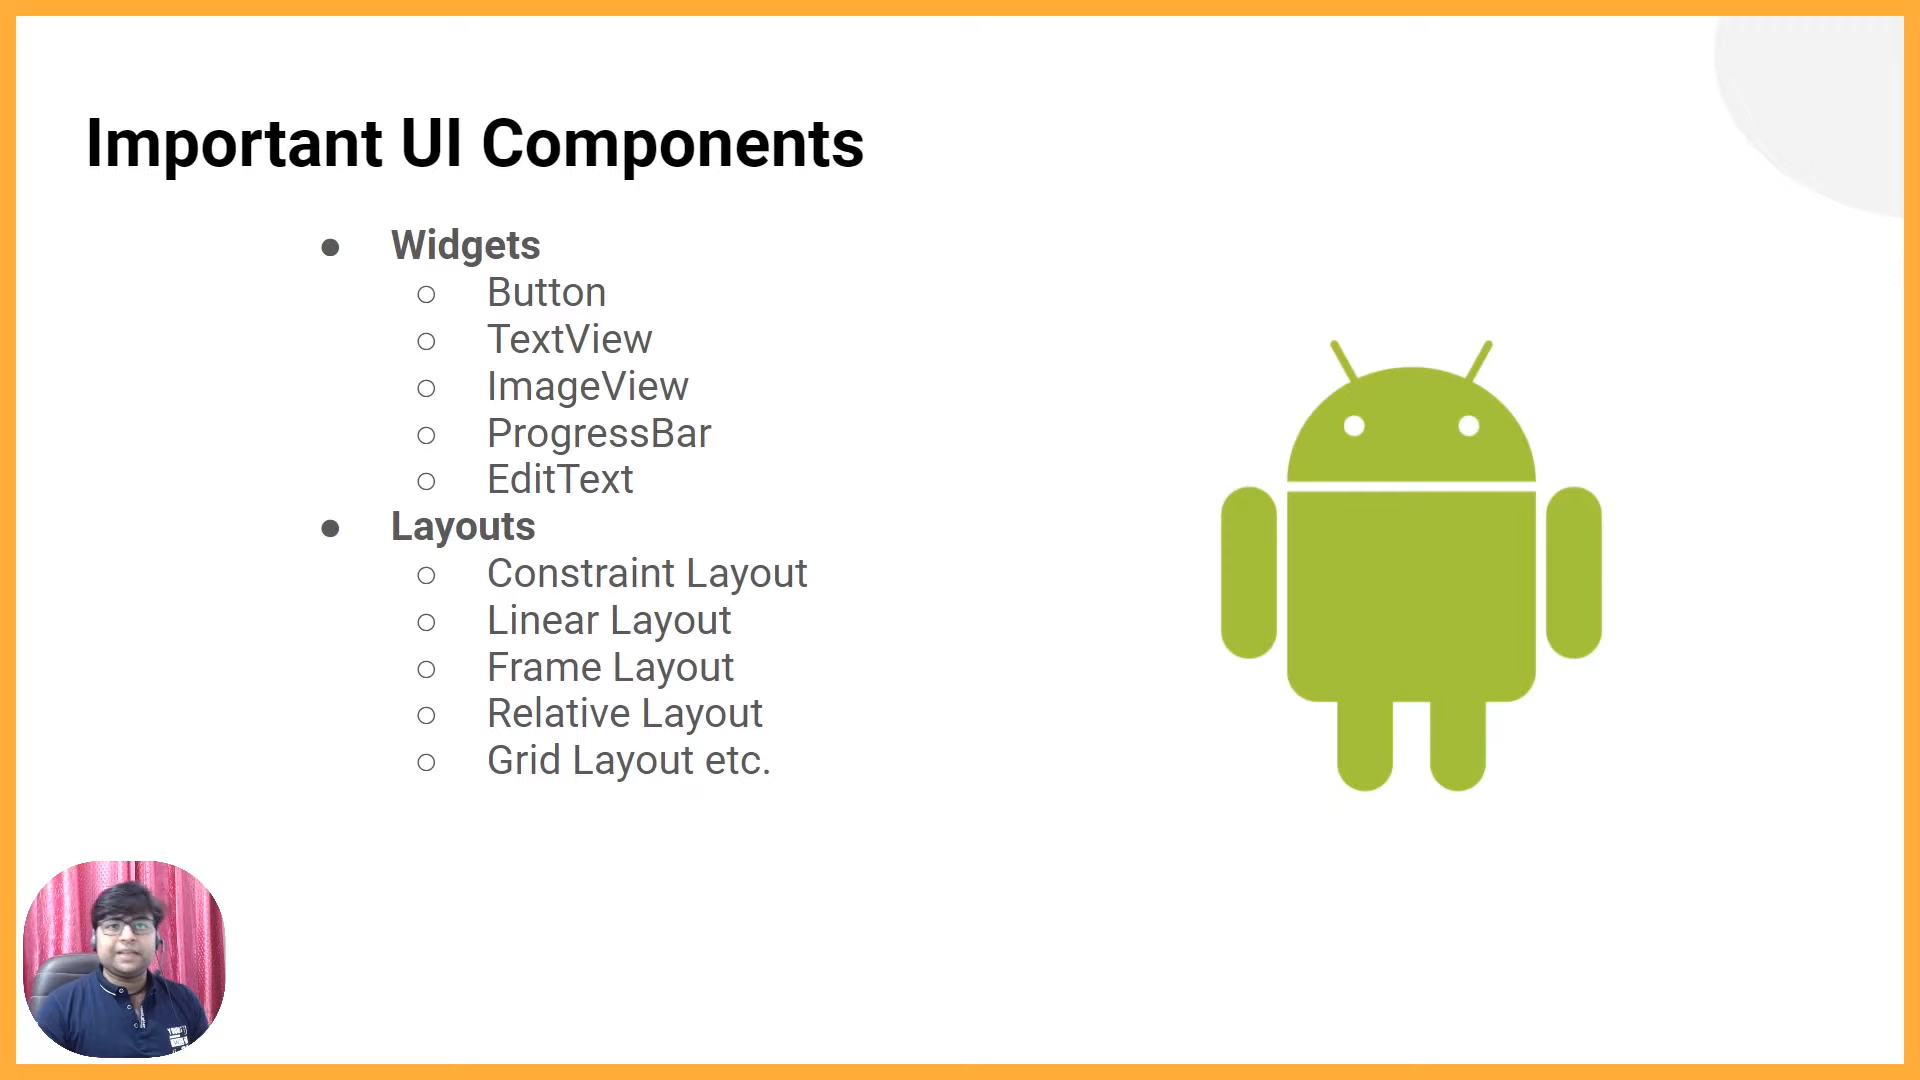 Important UI Components
● Widgets
○ Button
○ TextView
○ ImageView
○ ProgressBar
○ EditText
● Layouts
○ Constraint Layout
○ Linear Layout
○ Frame Layout
○ Relative Layout
○ Grid Layout etc.